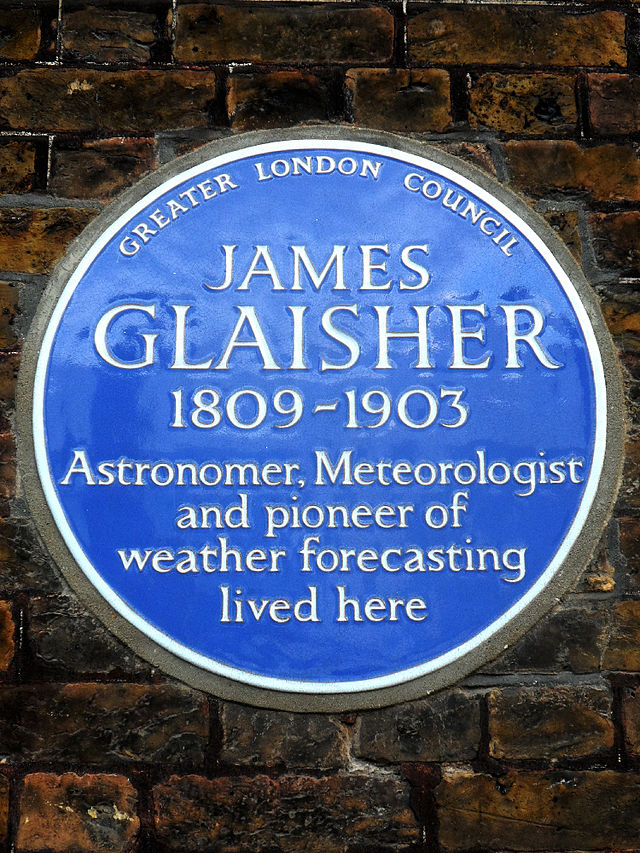 GREATER LONDON COUNCIL
JAMES
GLAISHER
1809-1903
Astronomer, Meteorologist
and pioneer of
weather forecasting
lived here